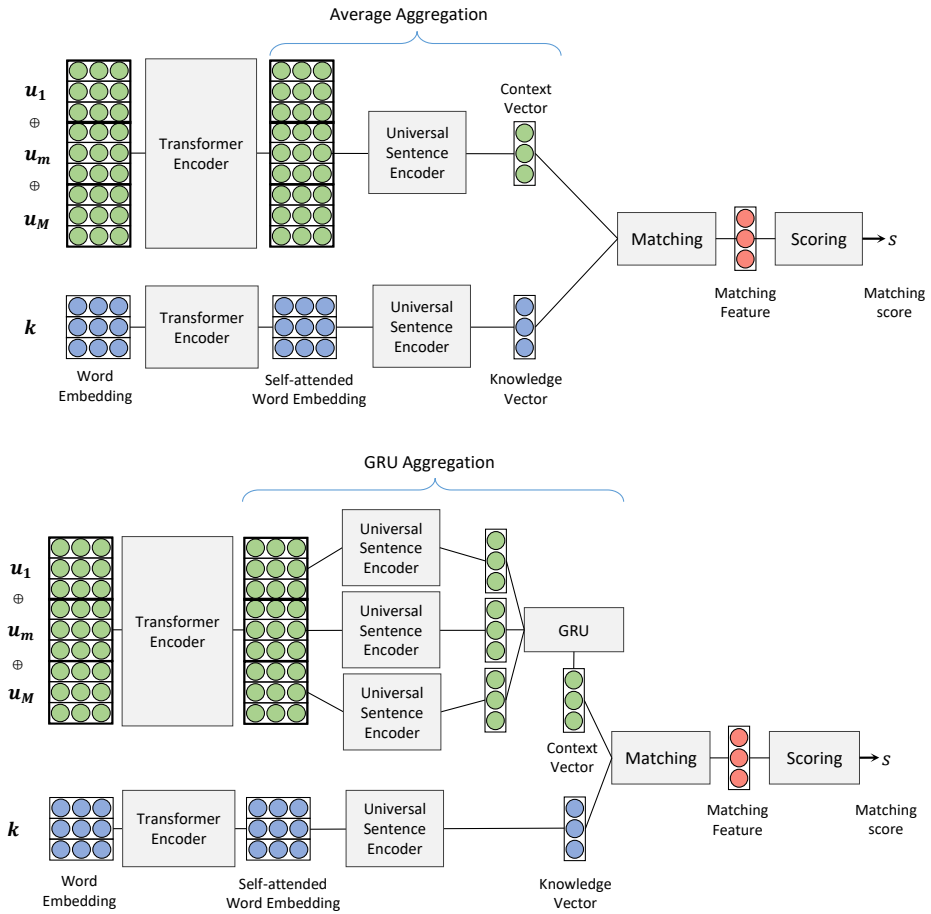 Average Aggregation
u1
⊕
um
⊕
uM
Transformer
Encoder
Universal
Sentence
Encoder
Context
Vector
Matching
Scoring
s
Matching
Feature
Matching
score
k
Transformer
Encoder
Universal
Sentence
Encoder
Word
Embedding
Self-attended
Word Embedding
Knowledge
Vector
GRU Aggregation
u1
⊕
um
⊕
uM
Transformer
Encoder
Universal
Sentence
Encoder
Universal
Sentence
Encoder
Universal
Sentence
Encoder
GRU
Context
Vector
Matching
Scoring
s
Matching
Feature
Matching
score
k
Transformer
Encoder
Universal
Sentence
Encoder
Word
Embedding
Self-attended
Word Embedding
Knowledge
Vector